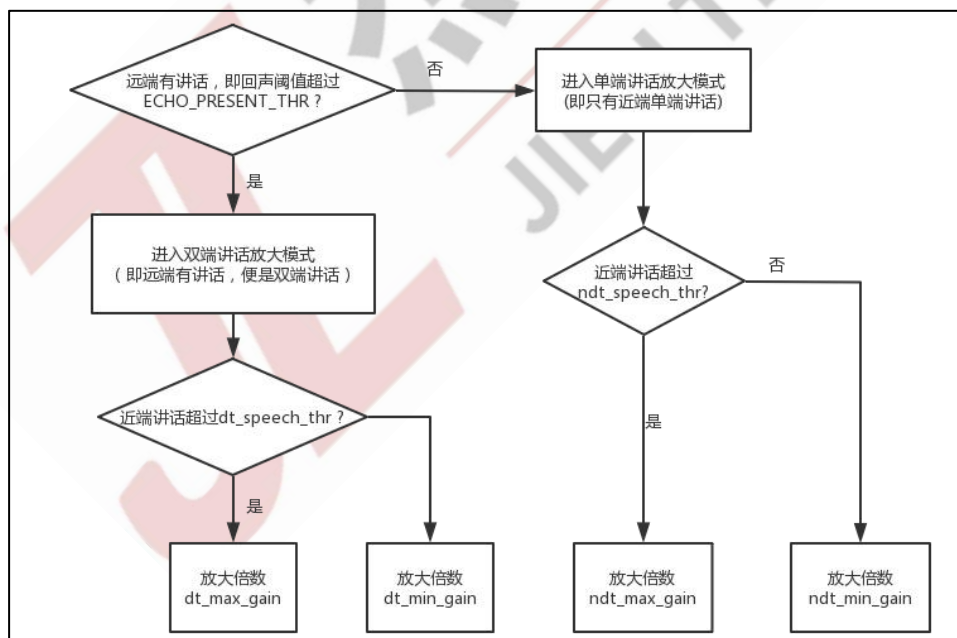 远端有讲话，即回声阈值超过
ECHO_PRESENT_THR？
否
进入单端讲话放大模式
(即只有近端单端讲话)
是
进入双端讲话放大模式
（即远端有讲话，便是双端讲话）
近端讲话超过
ndt_speech_thr?
否
近端讲话超过dt_speech_thr？
是
是
放大倍数
dt_max_gain
放大倍数
dt_min_gain
放大倍数
ndt_max_gain
放大倍数
ndt_min_gain